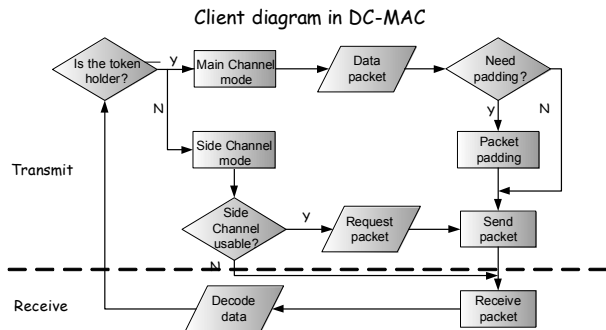 Client diagram in DC-MAC
Is the token
holder?
y
Main Channel
mode
Data
packet
Need
padding?
N
y
N
Side Channel
mode
Packet
padding
Transmit
Side
Channel
usable?
y
Request
packet
Send
packet
N
Receive
Decode
data
Receive
packet